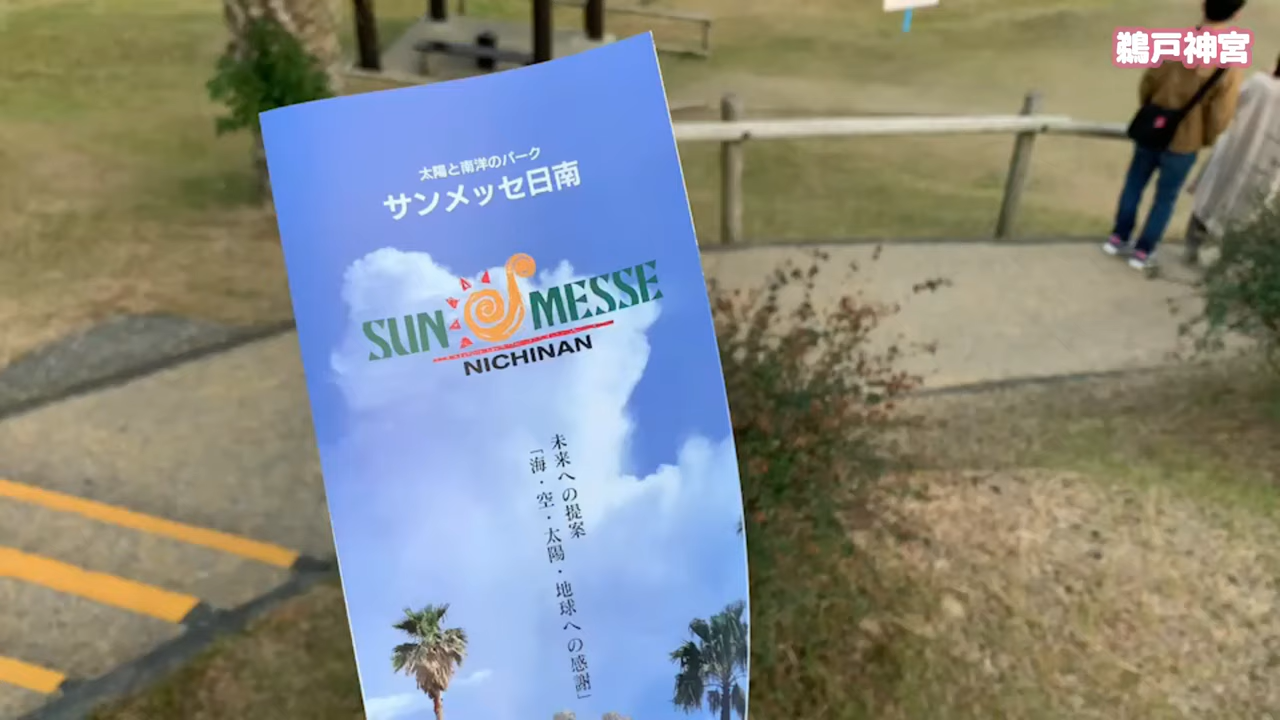 鵜戸神宮
太陽と南洋のパーク
サンメッセ日南
SUN MESSE
NICHINAN
未来への提案
「海・空・太陽・地球への感謝」